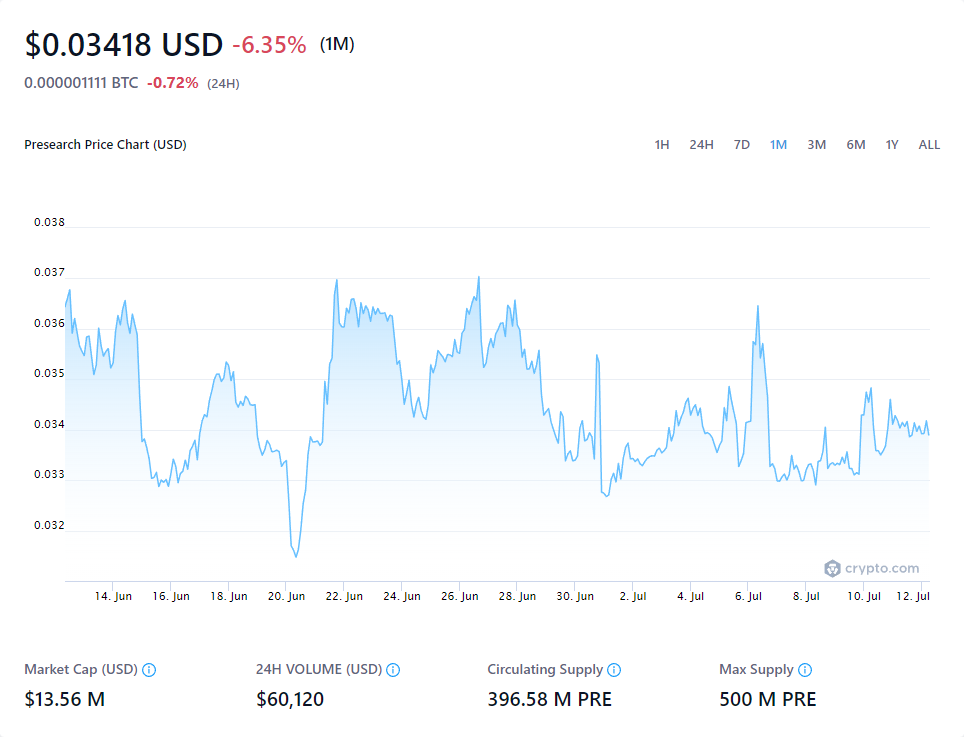 $0.03418 USD -6.35% (1M)
0.000001111 BTC -0.72% (24H)
Presearch Price Chart (USD) 1H 24H 7D 1M 3M 6M 1Y ALL
0.038
0.037
0.036
0.035
0.034
0.033
0.032
crypto.com
14. Jun 16. Jun 18. Jun 20. Jun 22. Jun 24. Jun 26. Jun 28. Jun 30. Jun 2. Jul 4. Jul 6. Jul 8. Jul 10. Jul 12. Jul
Market Cap (USD) 24H VOLUME (USD) Circulating Supply Max Supply
$13.56 M $60,120 396.58 M PRE 500 M PRE